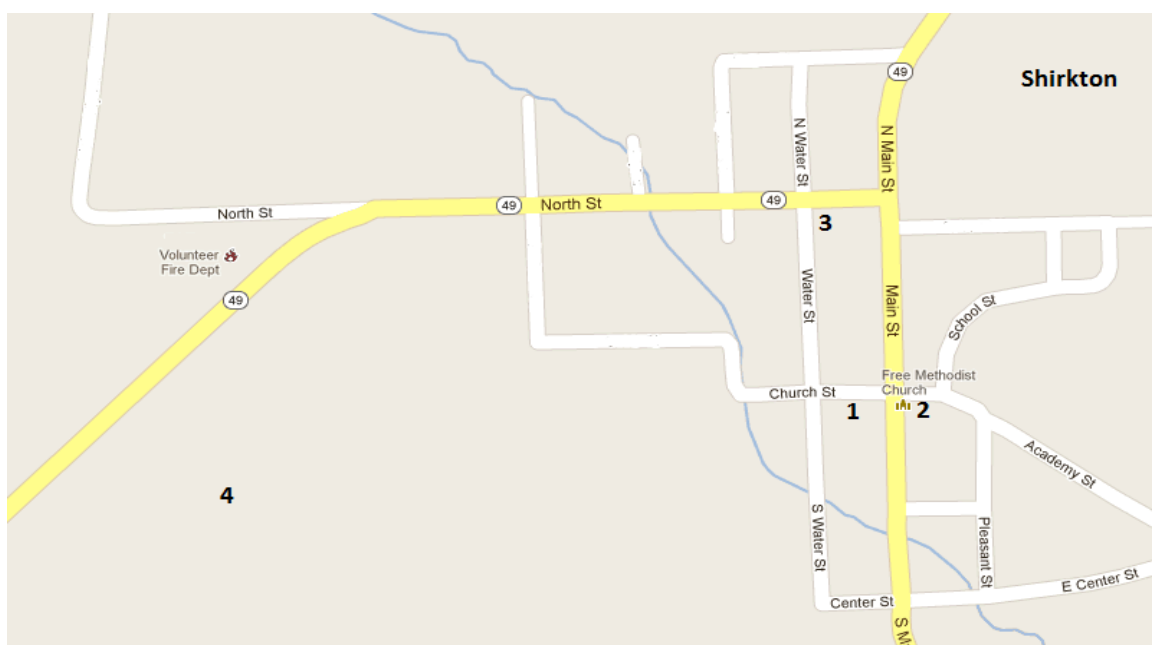 49
Shirkton
N Water St
N Main St
North St
49
North St
49
3
Volunteer
Fire Dept
49
Water St
Main St
School St
Free Methodist
Church
Church St
1
2
Academy St
4
S Water St
Pleasant St
E Center St
Center St
S M